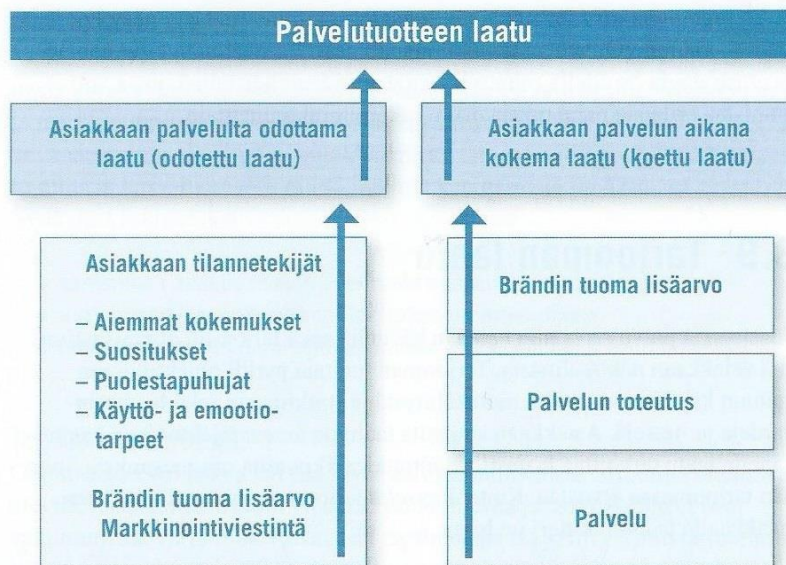 Palvelutuotteen laatu
Asiakkaan palvelulta odottama
laatu (odotettu laatu)
Asiakkaan palvelun aikana
kokema laatu (koettu laatu)
Asiakkaan tilannetekijät
– Aiemmat kokemukset
– Suositukset
– Puolestapuhujat
– Käyttö- ja emootio-
tarpeet
Brändin tuoma lisäarvo
Markkinointiviestintä
Brändin tuoma lisäarvo
Palvelun toteutus
Palvelu